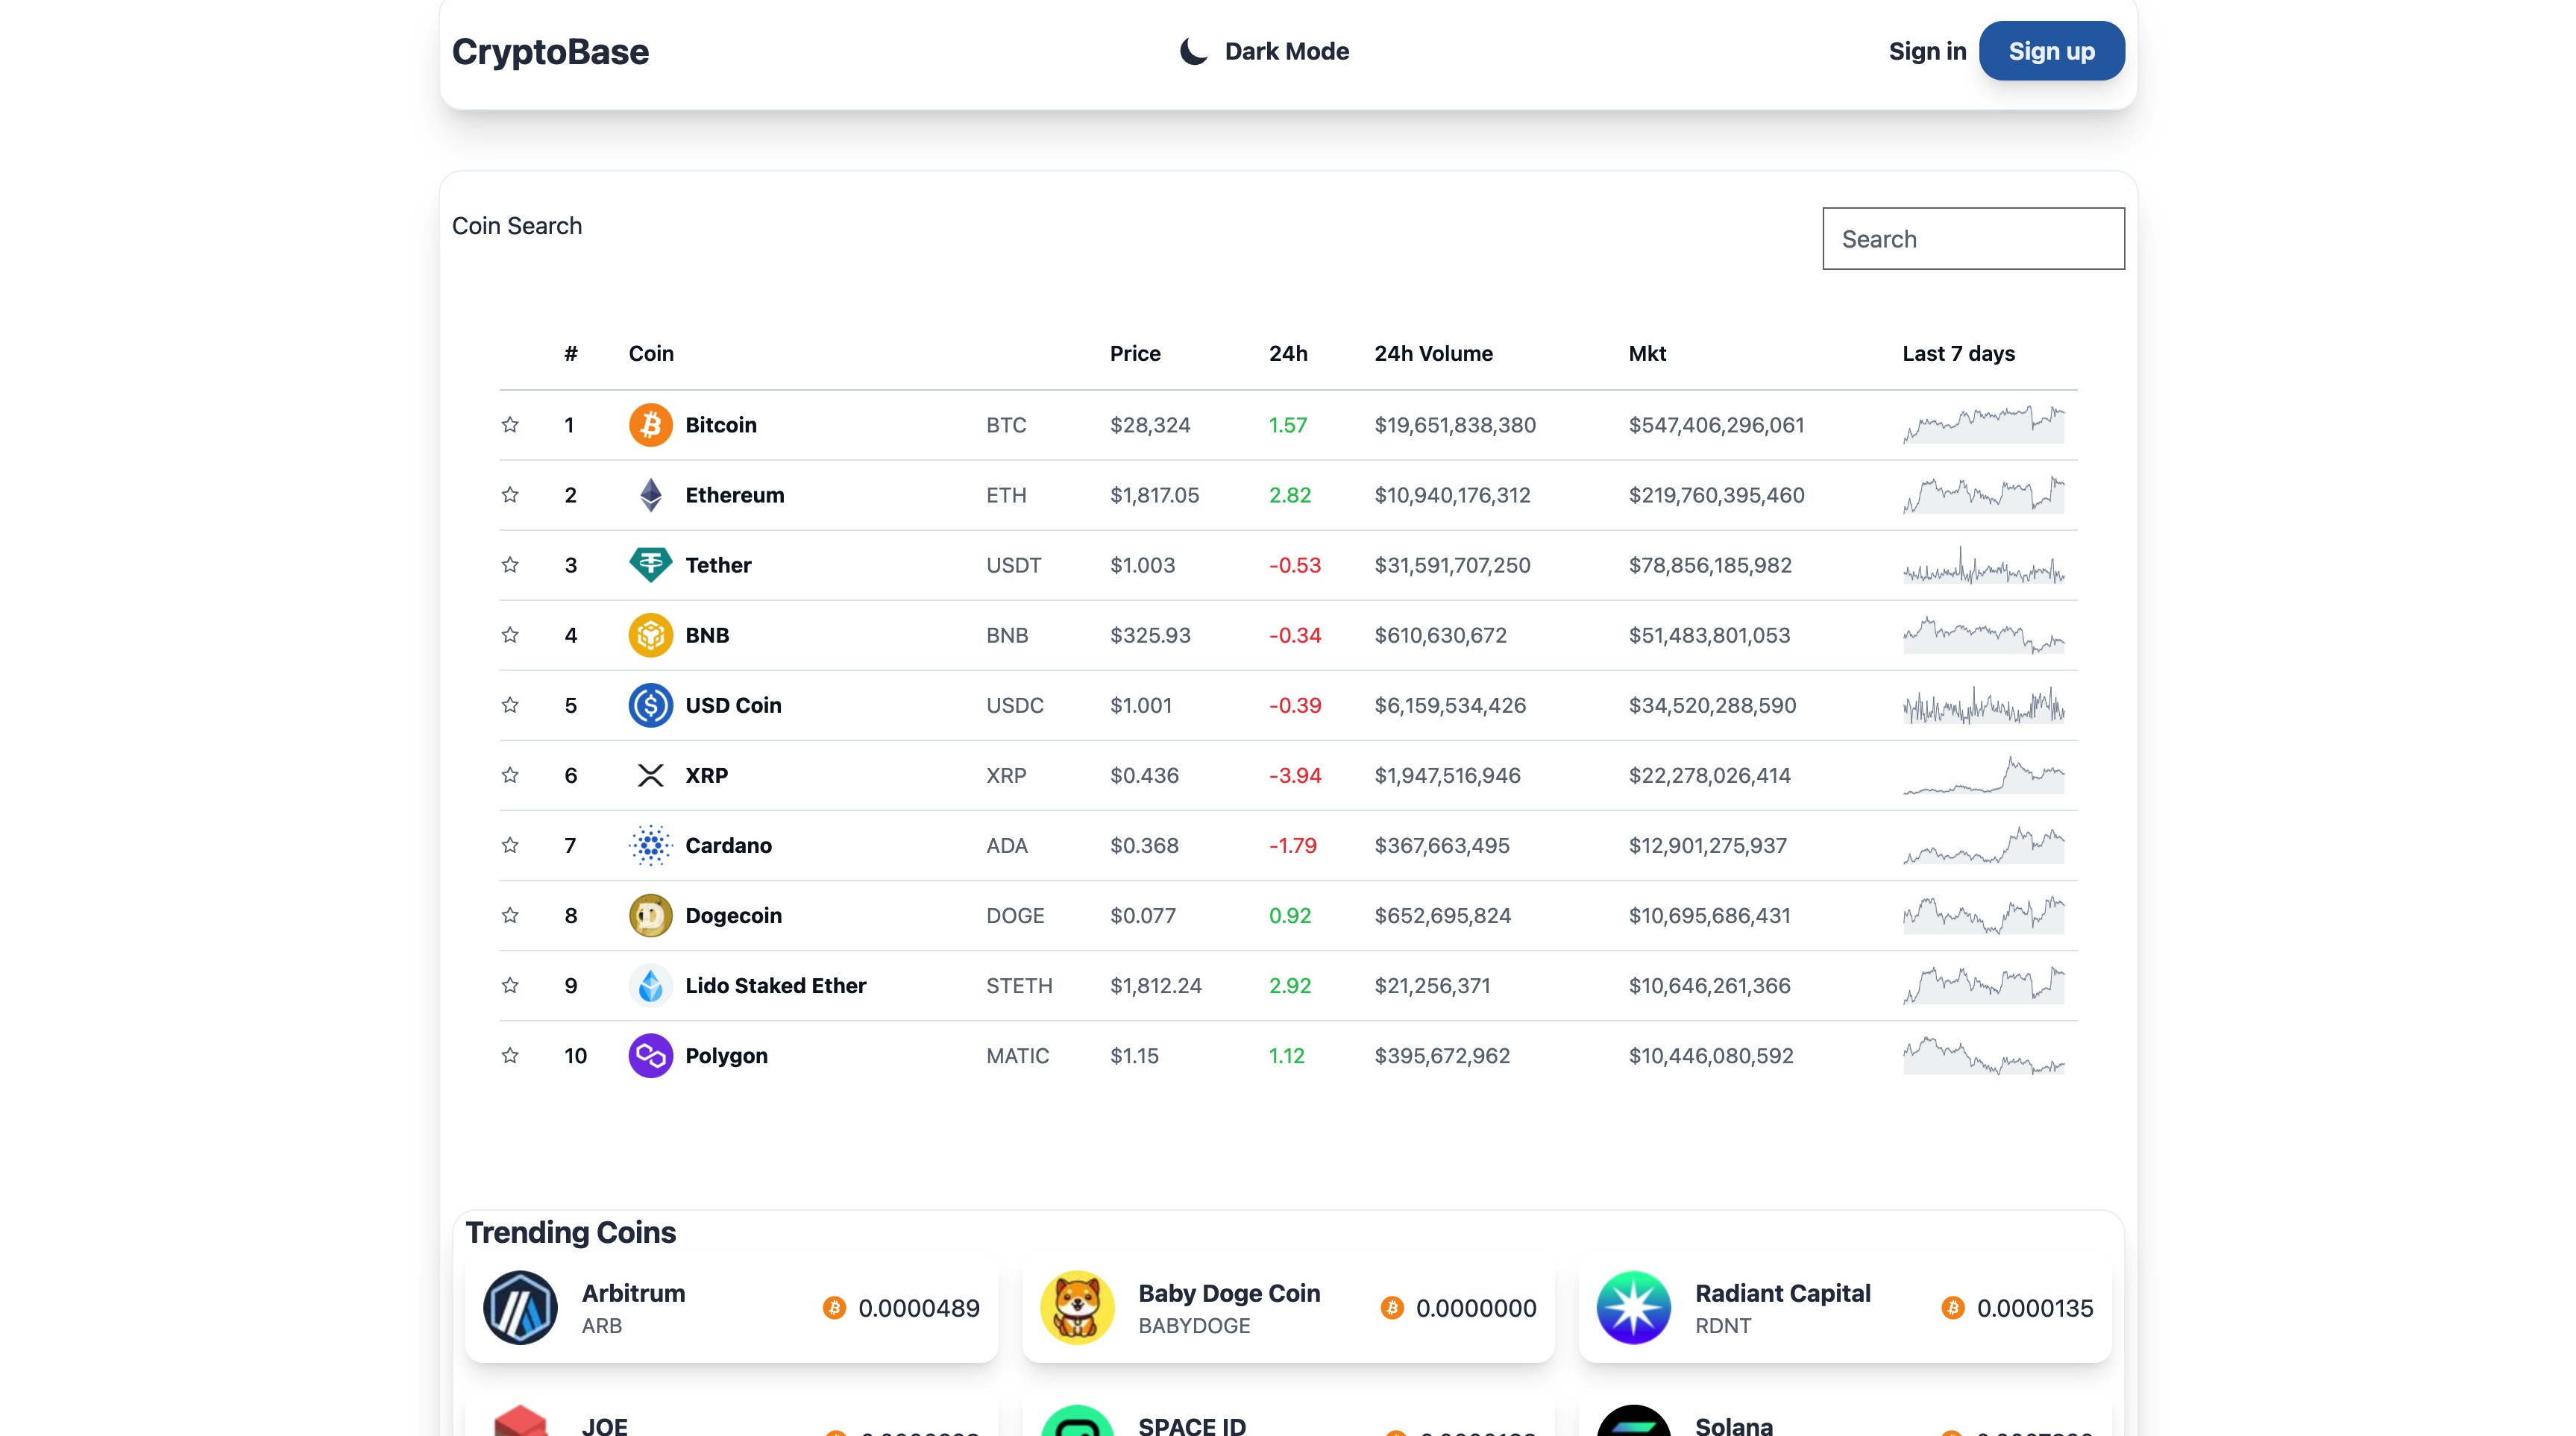 CryptoBase
Dark Mode
Sign in
Sign up
Coin Search
Search
# Coin Price 24h 24h Volume Mkt Last 7 days
1 Bitcoin BTC $28,324 1.57 $19,651,838,380 $547,406,296,061
2 Ethereum ETH $1,817.05 2.82 $10,940,176,312 $219,760,395,460
3 Tether USDT $1.003 -0.53 $31,591,707,250 $78,856,185,982
4 BNB BNB $325.93 -0.34 $610,630,672 $51,483,801,053
5 USD Coin USDC $1.001 -0.39 $6,159,534,426 $34,520,288,590
6 XRP XRP $0.436 -3.94 $1,947,516,946 $22,278,026,414
7 Cardano ADA $0.368 -1.79 $367,663,495 $12,901,275,937
8 Dogecoin DOGE $0.077 0.92 $652,695,824 $10,695,686,431
9 Lido Staked Ether STETH $1,812.24 2.92 $21,256,371 $10,646,261,366
10 Polygon MATIC $1.15 1.12 $395,672,962 $10,446,080,592
Trending Coins
Arbitrum
ARB
0.0000489
Baby Doge Coin
BABYDOGE
0.0000000
Radiant Capital
RDNT
0.0000135
JOE
SPACE ID
Solana